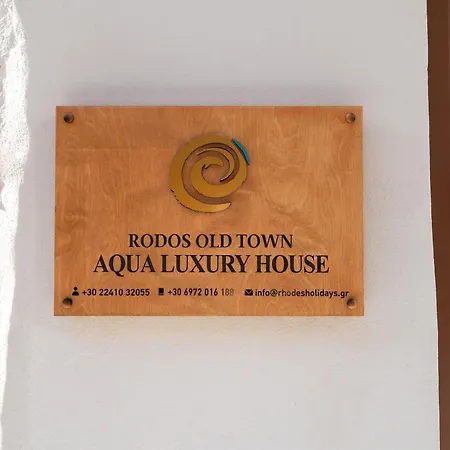 RODOS OLD TOWN
AQUA LUXURY HOUSE
+30 22410 32055 +30 6972 016 188 info@rhodesholidays.gr